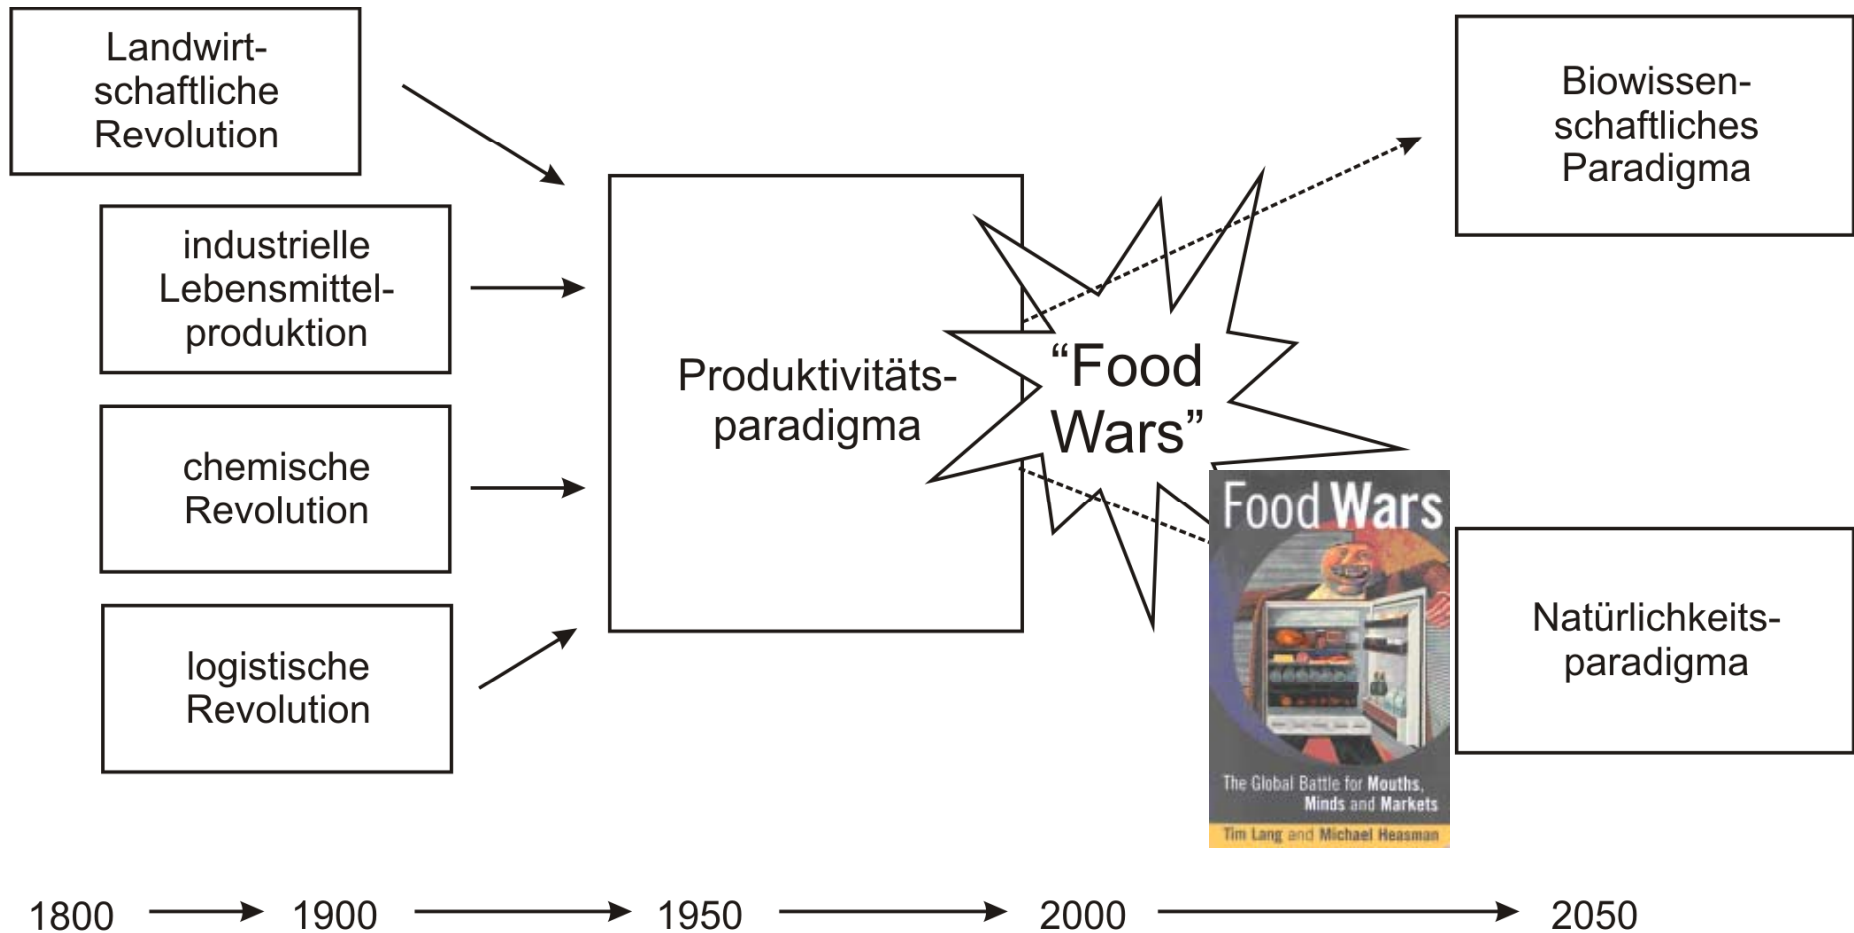 Landwirt-
schaftliche
Revolution
industrielle
Lebensmittel-
produktion
chemische
Revolution
logistische
Revolution
Produktivitäts-
paradigma
“Food
Wars”
Biowissen-
schaftliches
Paradigma
Natürlichkeits-
paradigma
Food Wars
The Global Battle for Mouths,
Minds and Markets
Tim Lang and Michael Heasman
1800 1900 1950 2000 2050